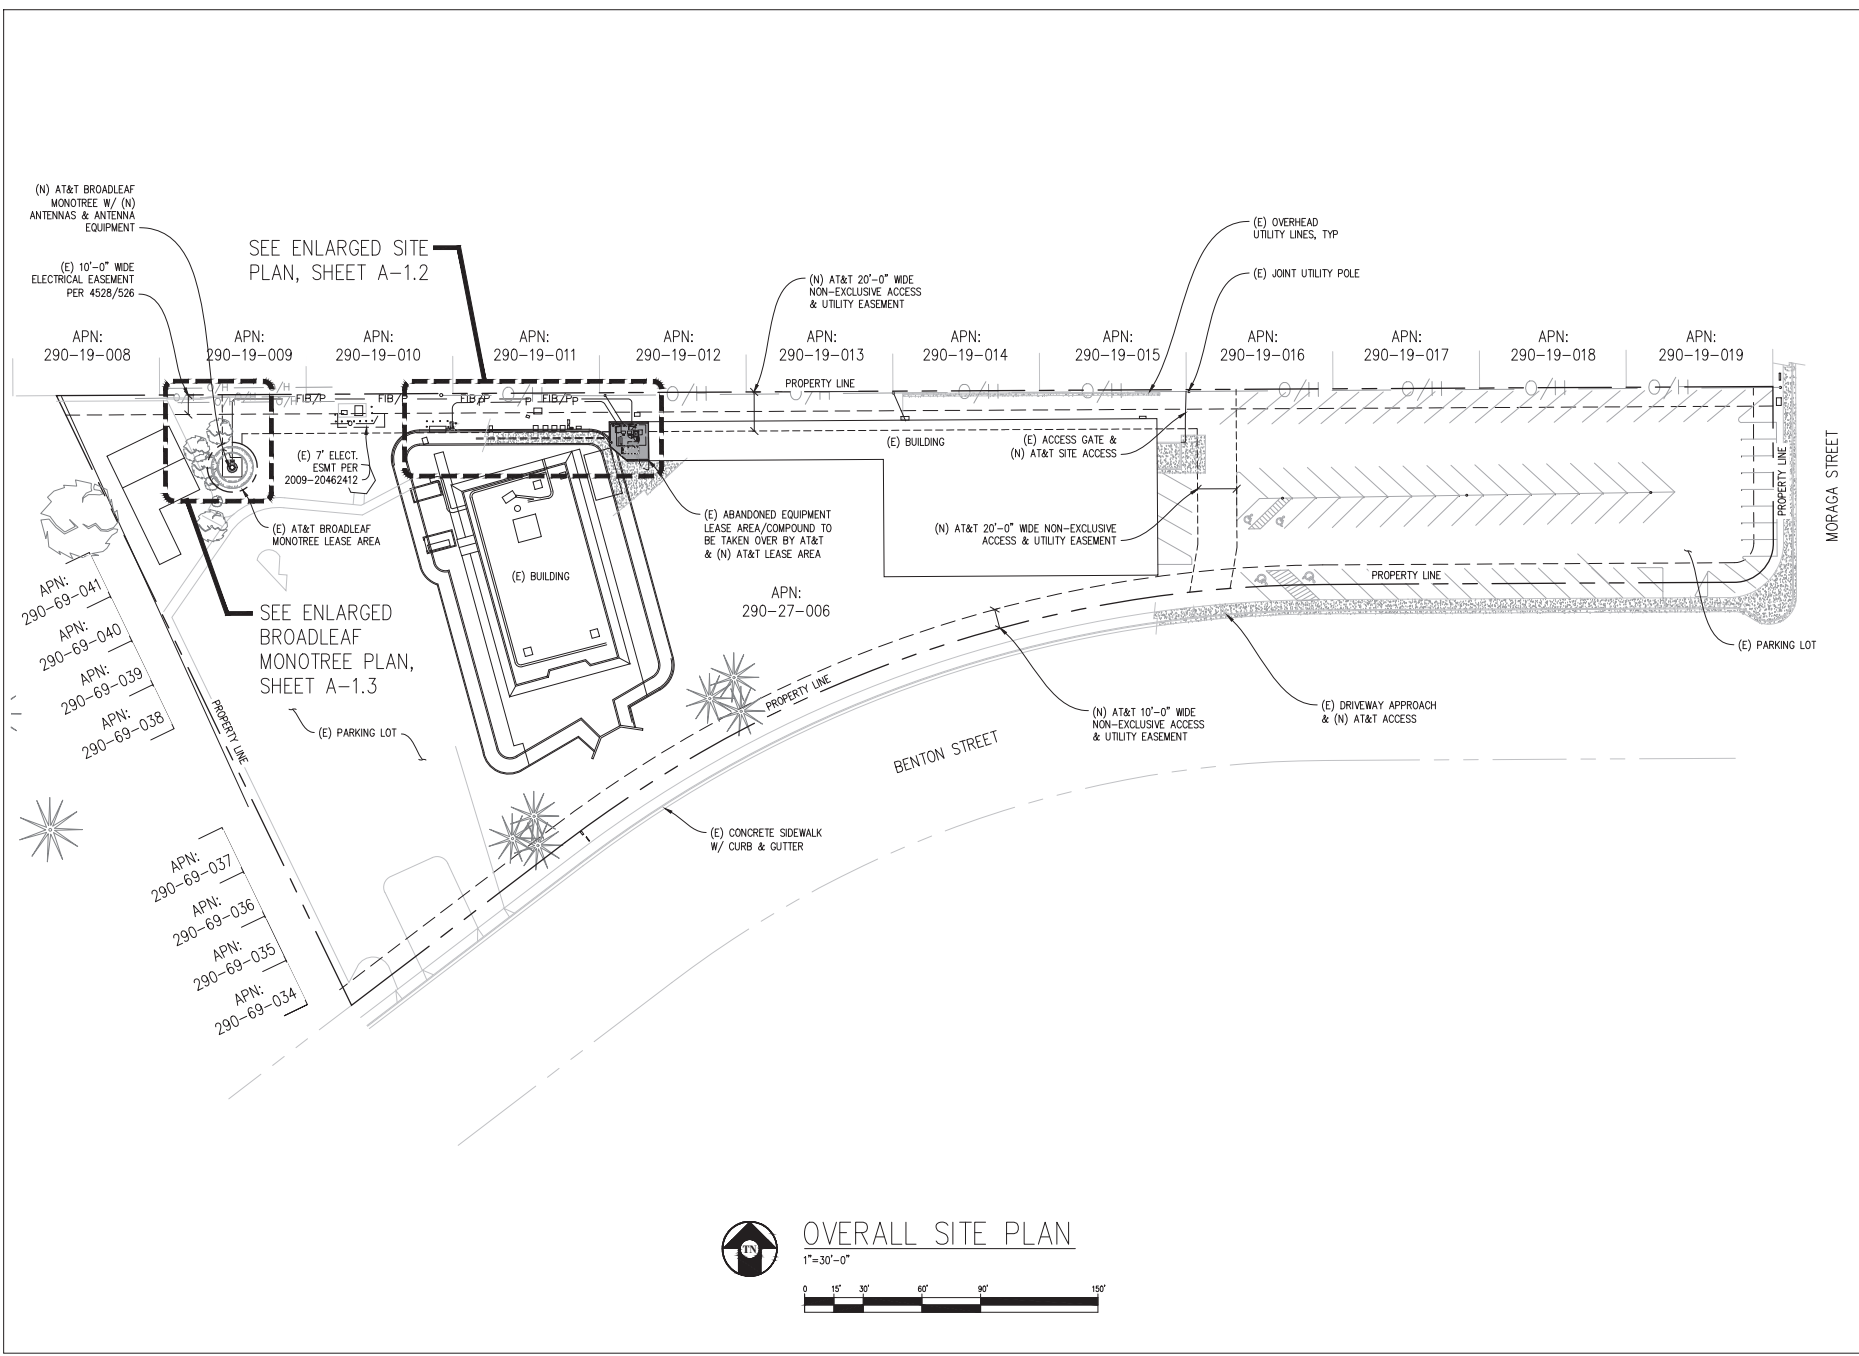 (N) AT&T BROADLEAF
MONOTREE W/ (N)
ANTENNAS & ANTENNA
EQUIPMENT
(E) 10'-0" WIDE
ELECTRICAL EASEMENT
PER 4528/526
SEE ENLARGED SITE
PLAN, SHEET A-1.2
(N) AT&T 20'-0" WIDE
NON-EXCLUSIVE ACCESS
& UTILITY EASEMENT
(E) OVERHEAD
UTILITY LINES, TYP
(E) JOINT UTILITY POLE
APN:
290-19-008
APN:
290-19-009
APN:
290-19-010
APN:
290-19-011
APN:
290-19-012
APN:
290-19-013
APN:
290-19-014
APN:
290-19-015
APN:
290-19-016
APN:
290-19-017
APN:
290-19-018
APN:
290-19-019
PROPERTY LINE
O/H
O/H
O/H
O/H
O/H
O/H
O/H
O/H
O/H
O/H
O/H
FIB/P
FIB/P
FIB/P
P
FIB/P
P
(E) BUILDING
(E) ACCESS GATE &
(N) AT&T SITE ACCESS
(E) 7' ELECT.
ESMT PER
2009-20462412
(E) AT&T BROADLEAF
MONOTREE LEASE AREA
(E) ABANDONED EQUIPMENT
LEASE AREA/COMPOUND TO
BE TAKEN OVER BY AT&T
& (N) AT&T LEASE AREA
(N) AT&T 20'-0" WIDE NON-EXCLUSIVE
ACCESS & UTILITY EASEMENT
PROPERTY LINE
MORAGA STREET
(E) BUILDING
PROPERTY LINE
APN:
290-27-006
SEE ENLARGED
BROADLEAF
MONOTREE PLAN,
SHEET A-1.3
APN:
290-69-041
APN:
290-69-040
APN:
290-69-039
APN:
290-69-038
PROPERTY LINE
(E) PARKING LOT
(E) PARKING LOT
PROPERTY LINE
(N) AT&T 10'-0" WIDE
NON-EXCLUSIVE ACCESS
& UTILITY EASEMENT
(E) DRIVEWAY APPROACH
& (N) AT&T ACCESS
BENTON STREET
(E) CONCRETE SIDEWALK
W/ CURB & GUTTER
APN:
290-69-037
APN:
290-69-036
APN:
290-69-035
APN:
290-69-034
TN
OVERALL SITE PLAN
1"=30'-0"
0 15' 30' 60' 90' 150'